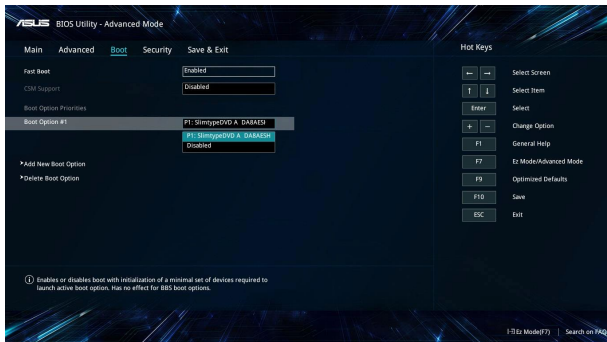 ASUS BIOS Utility - Advanced Mode
Main Advanced Boot Security Save & Exit
Hot Keys
Fast Boot Enabled
CSM Support Disabled
Boot Option Priorities
Boot Option #1 P1: SlimtypeDVD A DA8AESI
P1: SlimtypeDVD A DA8AESH
Disabled
Add New Boot Option
Delete Boot Option
← → Select Screen
↑ ↓ Select Item
Enter Select
+ − Change Option
F1 General Help
F7 Ez Mode/Advanced Mode
F9 Optimized Defaults
F10 Save
ESC Exit
Enables or disables boot with initialization of a minimal set of devices required to
launch active boot option. Has no effect for BBS boot options.
Ez Mode(F7) | Search on FAQ